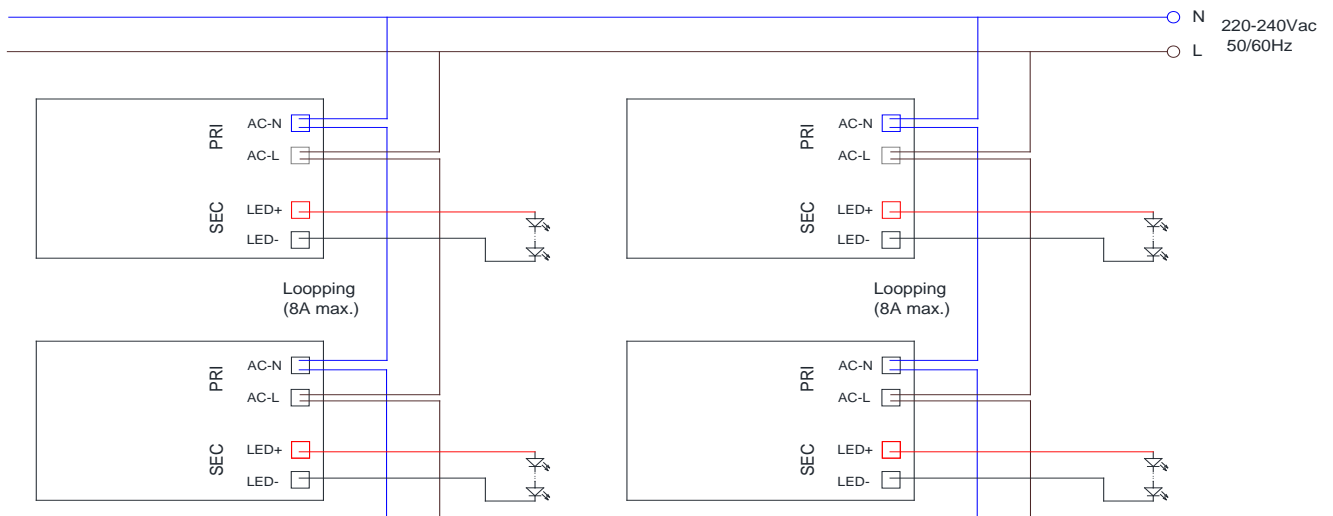 N
220-240Vac
L
50/60Hz
PRI
AC-N
AC-L
SEC
LED+
LED-
PRI
AC-N
AC-L
SEC
LED+
LED-
Loopping
(8A max.)
Loopping
(8A max.)
PRI
AC-N
AC-L
SEC
LED+
LED-
PRI
AC-N
AC-L
SEC
LED+
LED-